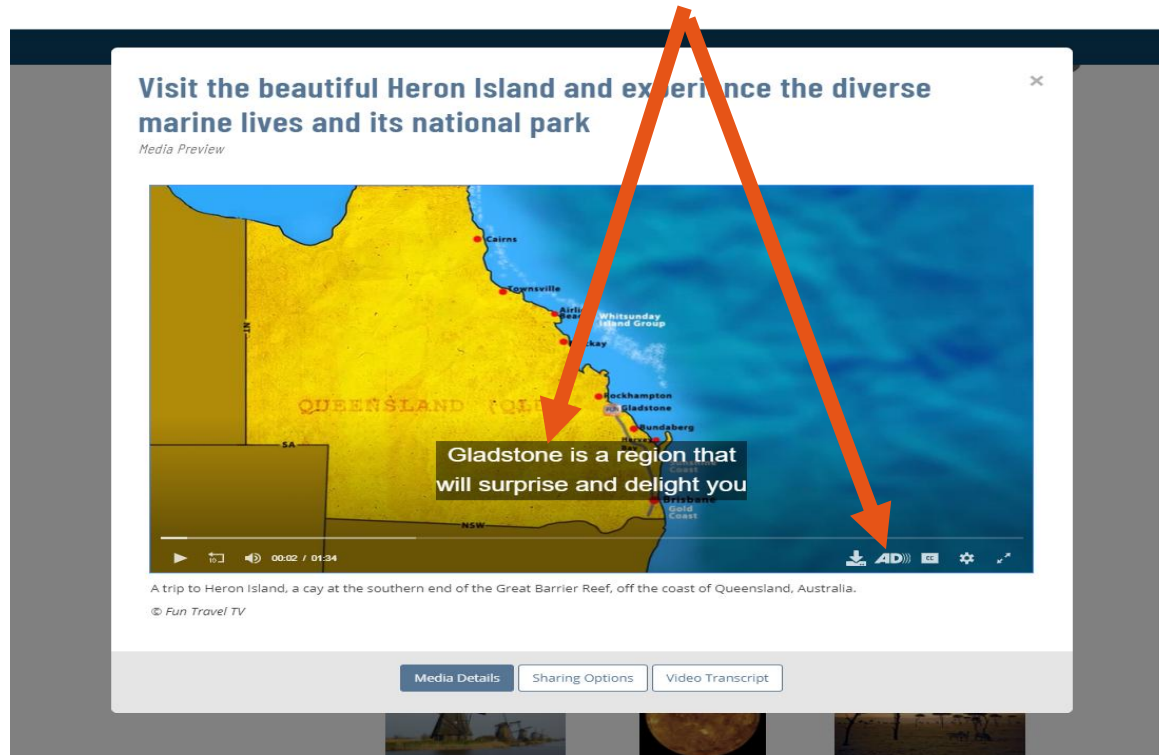 Visit the beautiful Heron Island and experience the diverse
marine lives and its national park
×
Media Preview
Cairns
Townsville
Whitsunday
Island Group
Rockhampton
Gladstone
Bundaberg
NT
QUEENSLAND
SA
Gladstone is a region that
will surprise and delight you
Coast
Brisbane
Gold
Coast
NSW
10
00:02 / 01:34
AD
CC
A trip to Heron Island, a cay at the southern end of the Great Barrier Reef, off the coast of Queensland, Australia.
© Fun Travel TV
Media Details
Sharing Options
Video Transcript